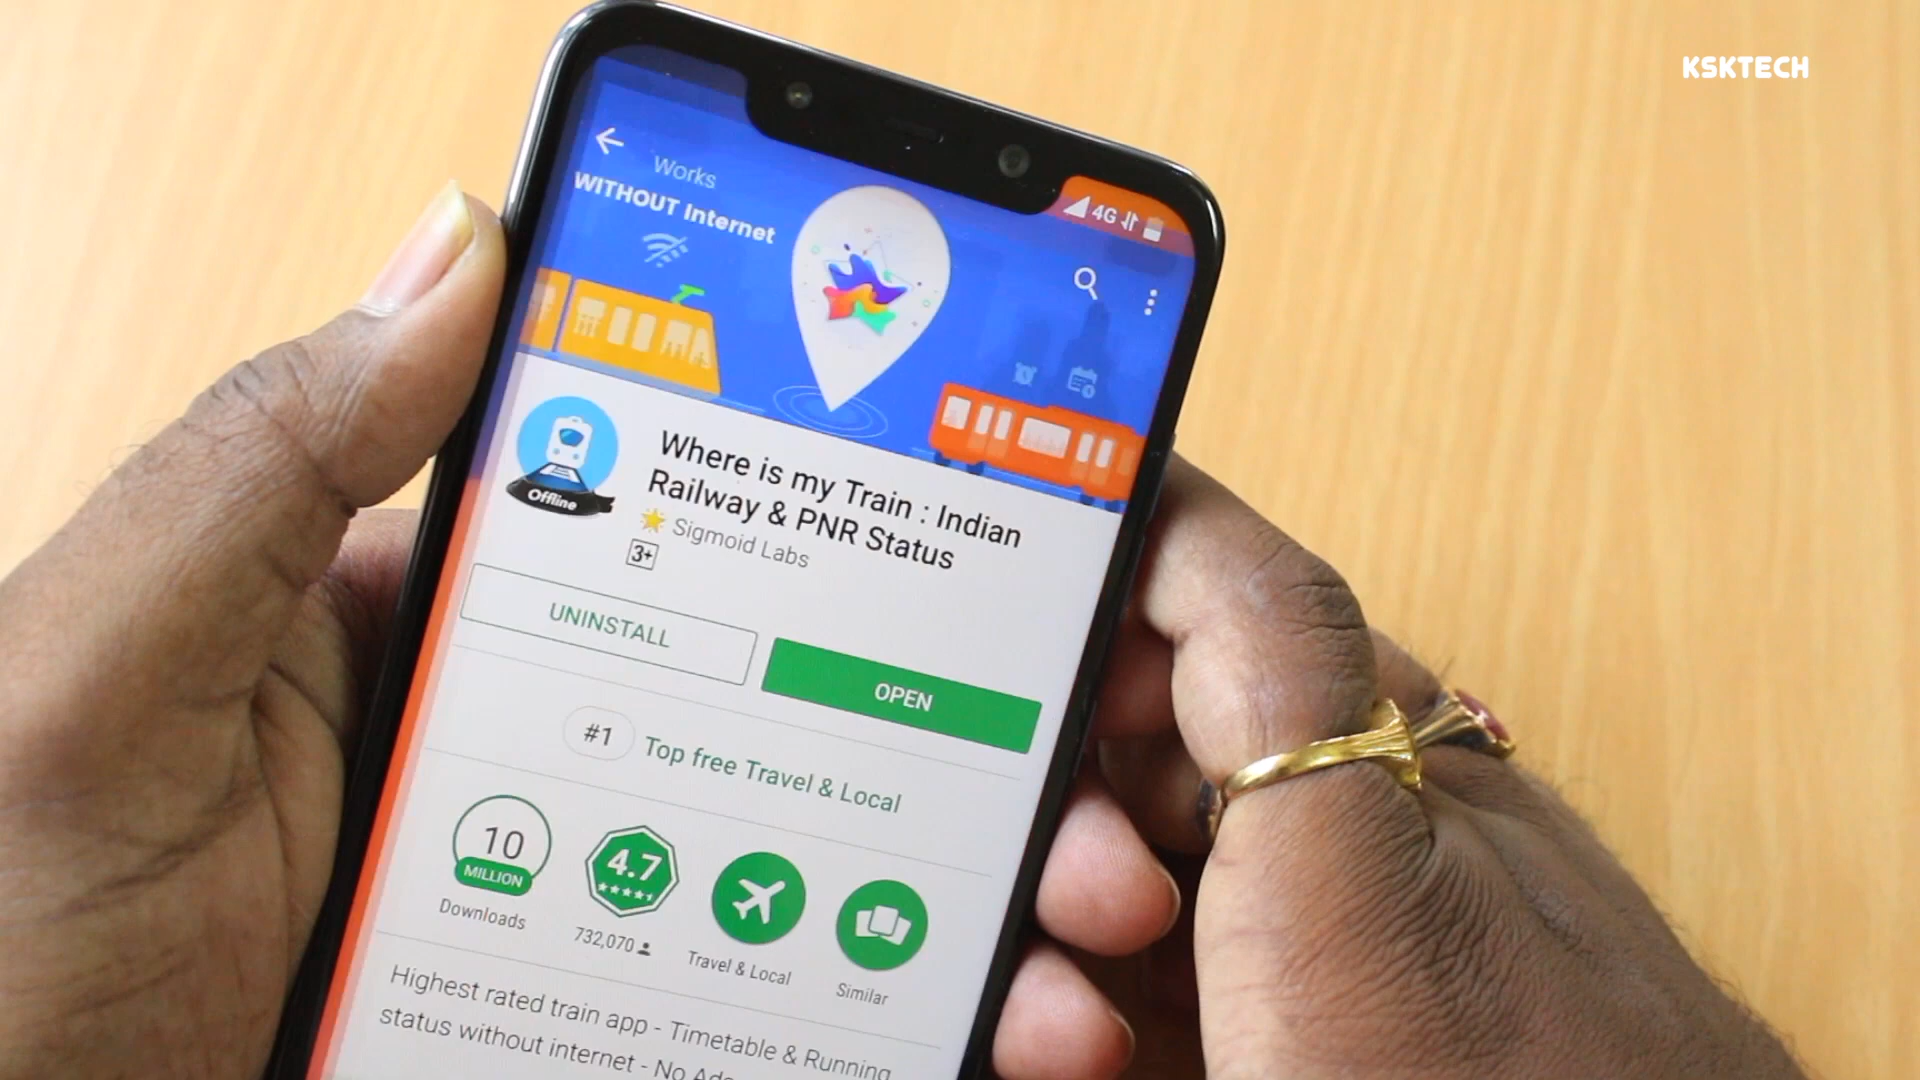 KSKTECH
4G
Works
WITHOUT Internet
Offline
Where is my Train : Indian
Railway & PNR Status
Sigmoid Labs
3+
UNINSTALL
OPEN
#1 Top free Travel & Local
10
MILLION
Downloads
4.7
732,070
Travel & Local
Similar
Highest rated train app - Timetable & Running
status without internet - No Ads